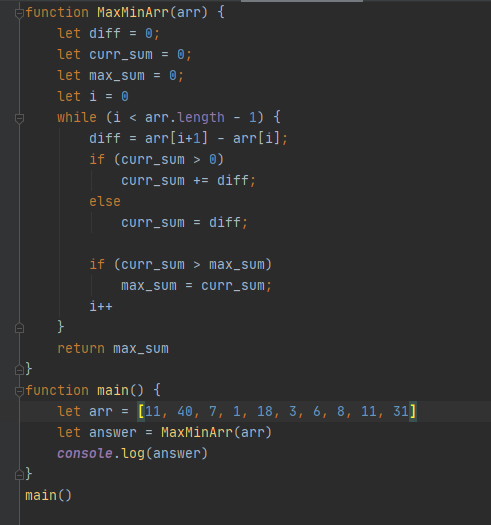 function MaxMinArr(arr) {
    let diff = 0;
    let curr_sum = 0;
    let max_sum = 0;
    let i = 0
    while (i < arr.length - 1) {
        diff = arr[i+1] - arr[i];
        if (curr_sum > 0)
            curr_sum += diff;
        else
            curr_sum = diff;

        if (curr_sum > max_sum)
            max_sum = curr_sum;
        i++
    }
    return max_sum
}
function main() {
    let arr = [11, 40, 7, 1, 18, 3, 6, 8, 11, 31]
    let answer = MaxMinArr(arr)
    console.log(answer)
}
main()